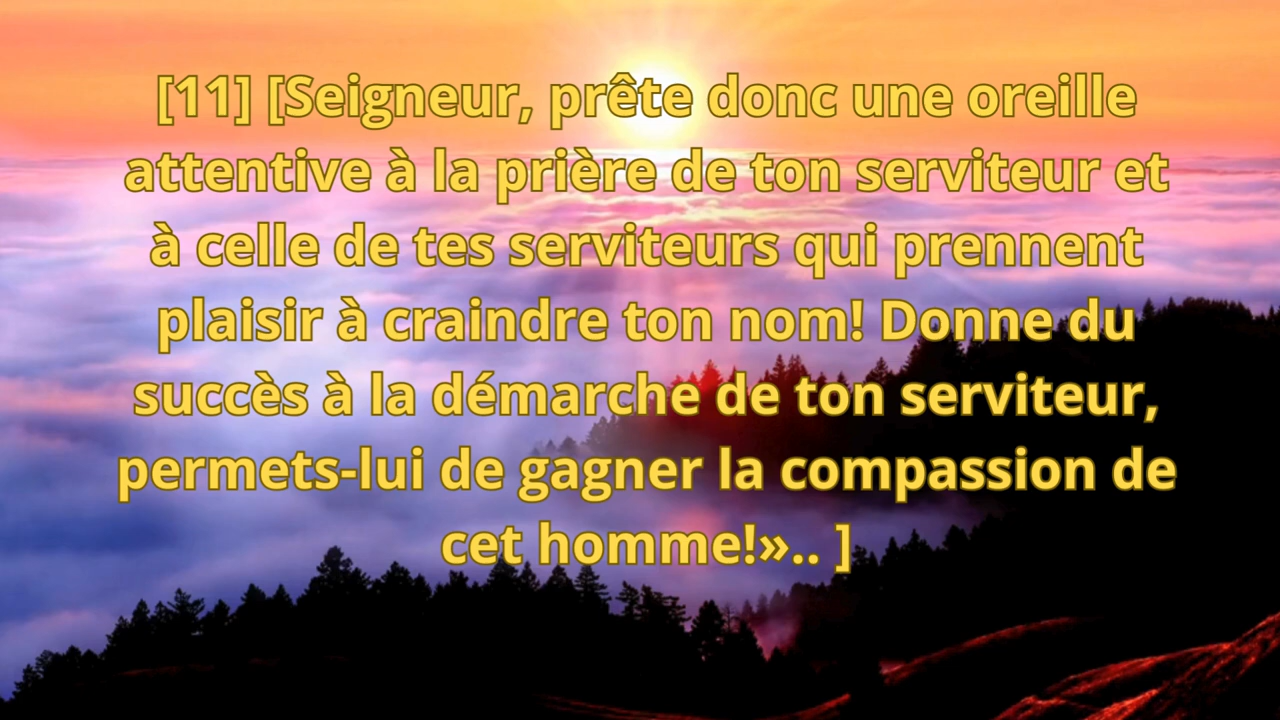 [11] [Seigneur, prête donc une oreille
attentive à la prière de ton serviteur et
à celle de tes serviteurs qui prennent
plaisir à craindre ton nom! Donne du
succès à la démarche de ton serviteur,
permets-lui de gagner la compassion de
cet homme!».. ]